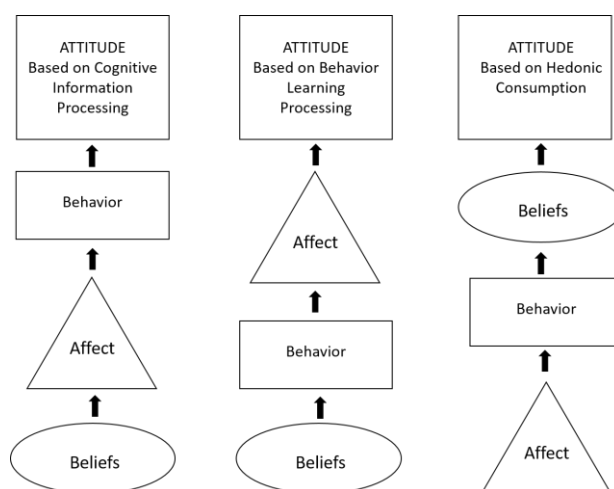 ATTITUDE
Based on Cognitive
Information
Processing
Behavior
Affect
Beliefs
ATTITUDE
Based on Behavior
Learning
Processing
Affect
Behavior
Beliefs
ATTITUDE
Based on Hedonic
Consumption
Beliefs
Behavior
Affect